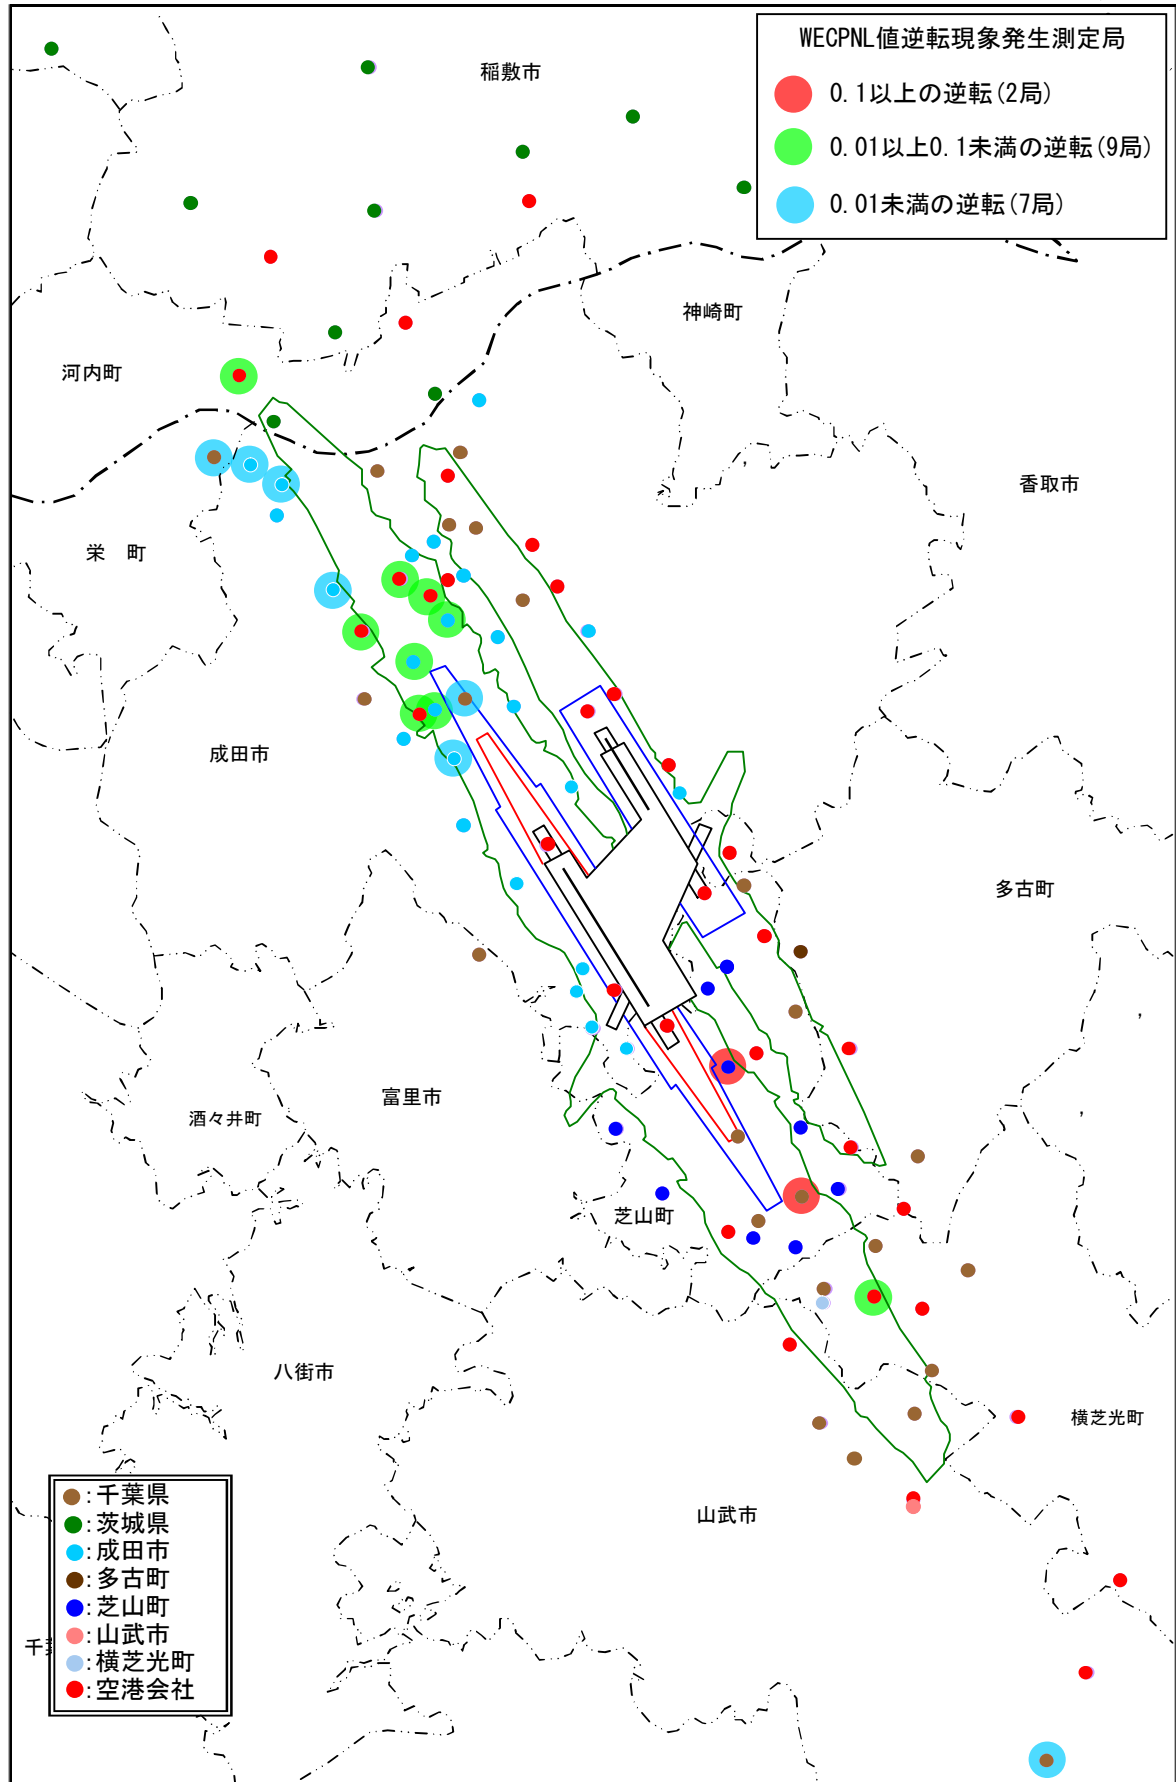 WECPNL値逆転現象発生測定局
0.1以上の逆転(2局)
0.01以上0.1未満の逆転(9局)
0.01未満の逆転(7局)
稲敷市
神崎町
河内町
香取市
栄　町
成田市
多古町
富里市
酒々井町
芝山町
八街市
横芝光町
山武市
千
:千葉県
:茨城県
:成田市
:多古町
:芝山町
:山武市
:横芝光町
:空港会社